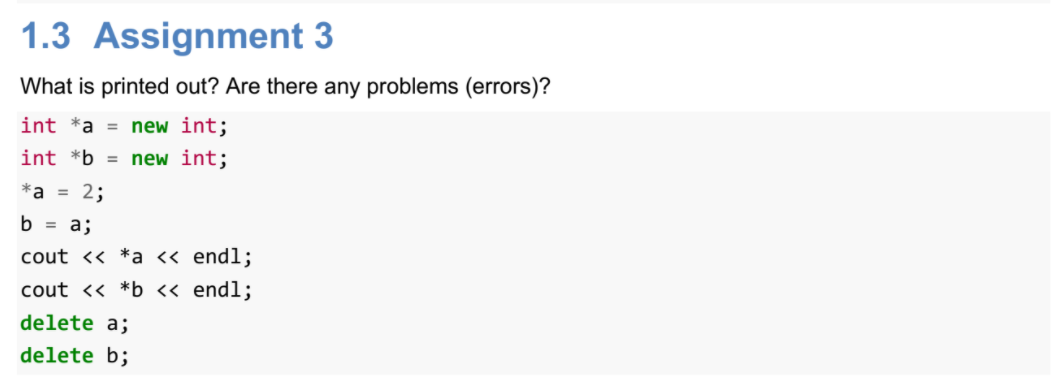 1.3 Assignment 3
What is printed out? Are there any problems (errors)?
int *a = new int;
int *b = new int;
*a = 2;
b = a;
cout << *a << endl;
cout << *b << endl;
delete a;
delete b;